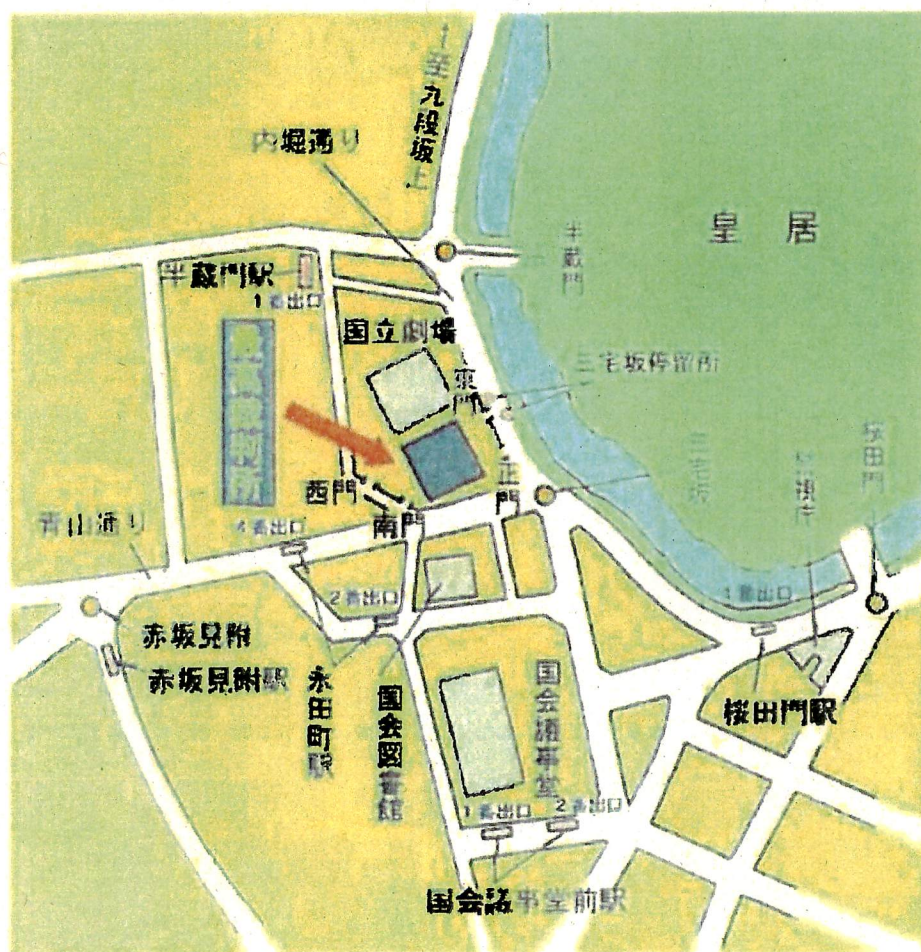 ↑至九段坂上
内堀通り
皇居
半蔵門
半蔵門駅
1番出口
国立劇場
最高裁判所
東門
三宅坂停留所
西門
南門
正門
三宅坂
警視庁
桜田門
青山通り
4番出口
2番出口
1番出口
赤坂見附
赤坂見附駅
永田町駅
国会図書館
国会議事堂
桜田門駅
1番出口
2番出口
国会議事堂前駅